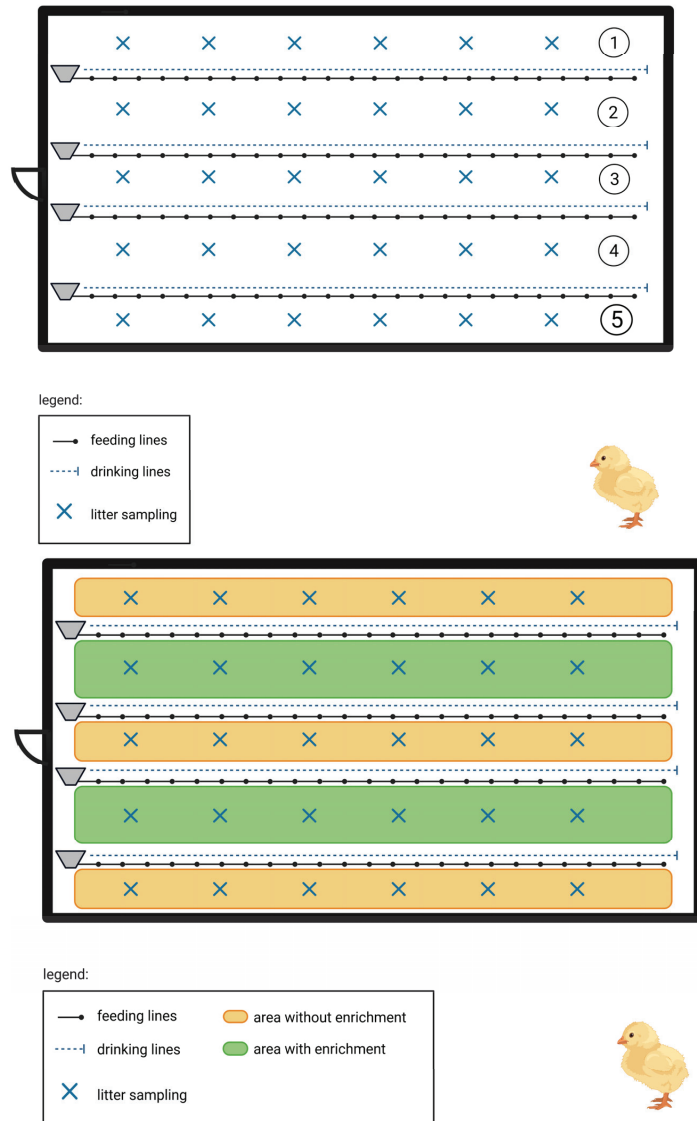 1
2
3
4
5
legend:
feeding lines
drinking lines
litter sampling
legend:
feeding lines area without enrichment
drinking lines area with enrichment
litter sampling